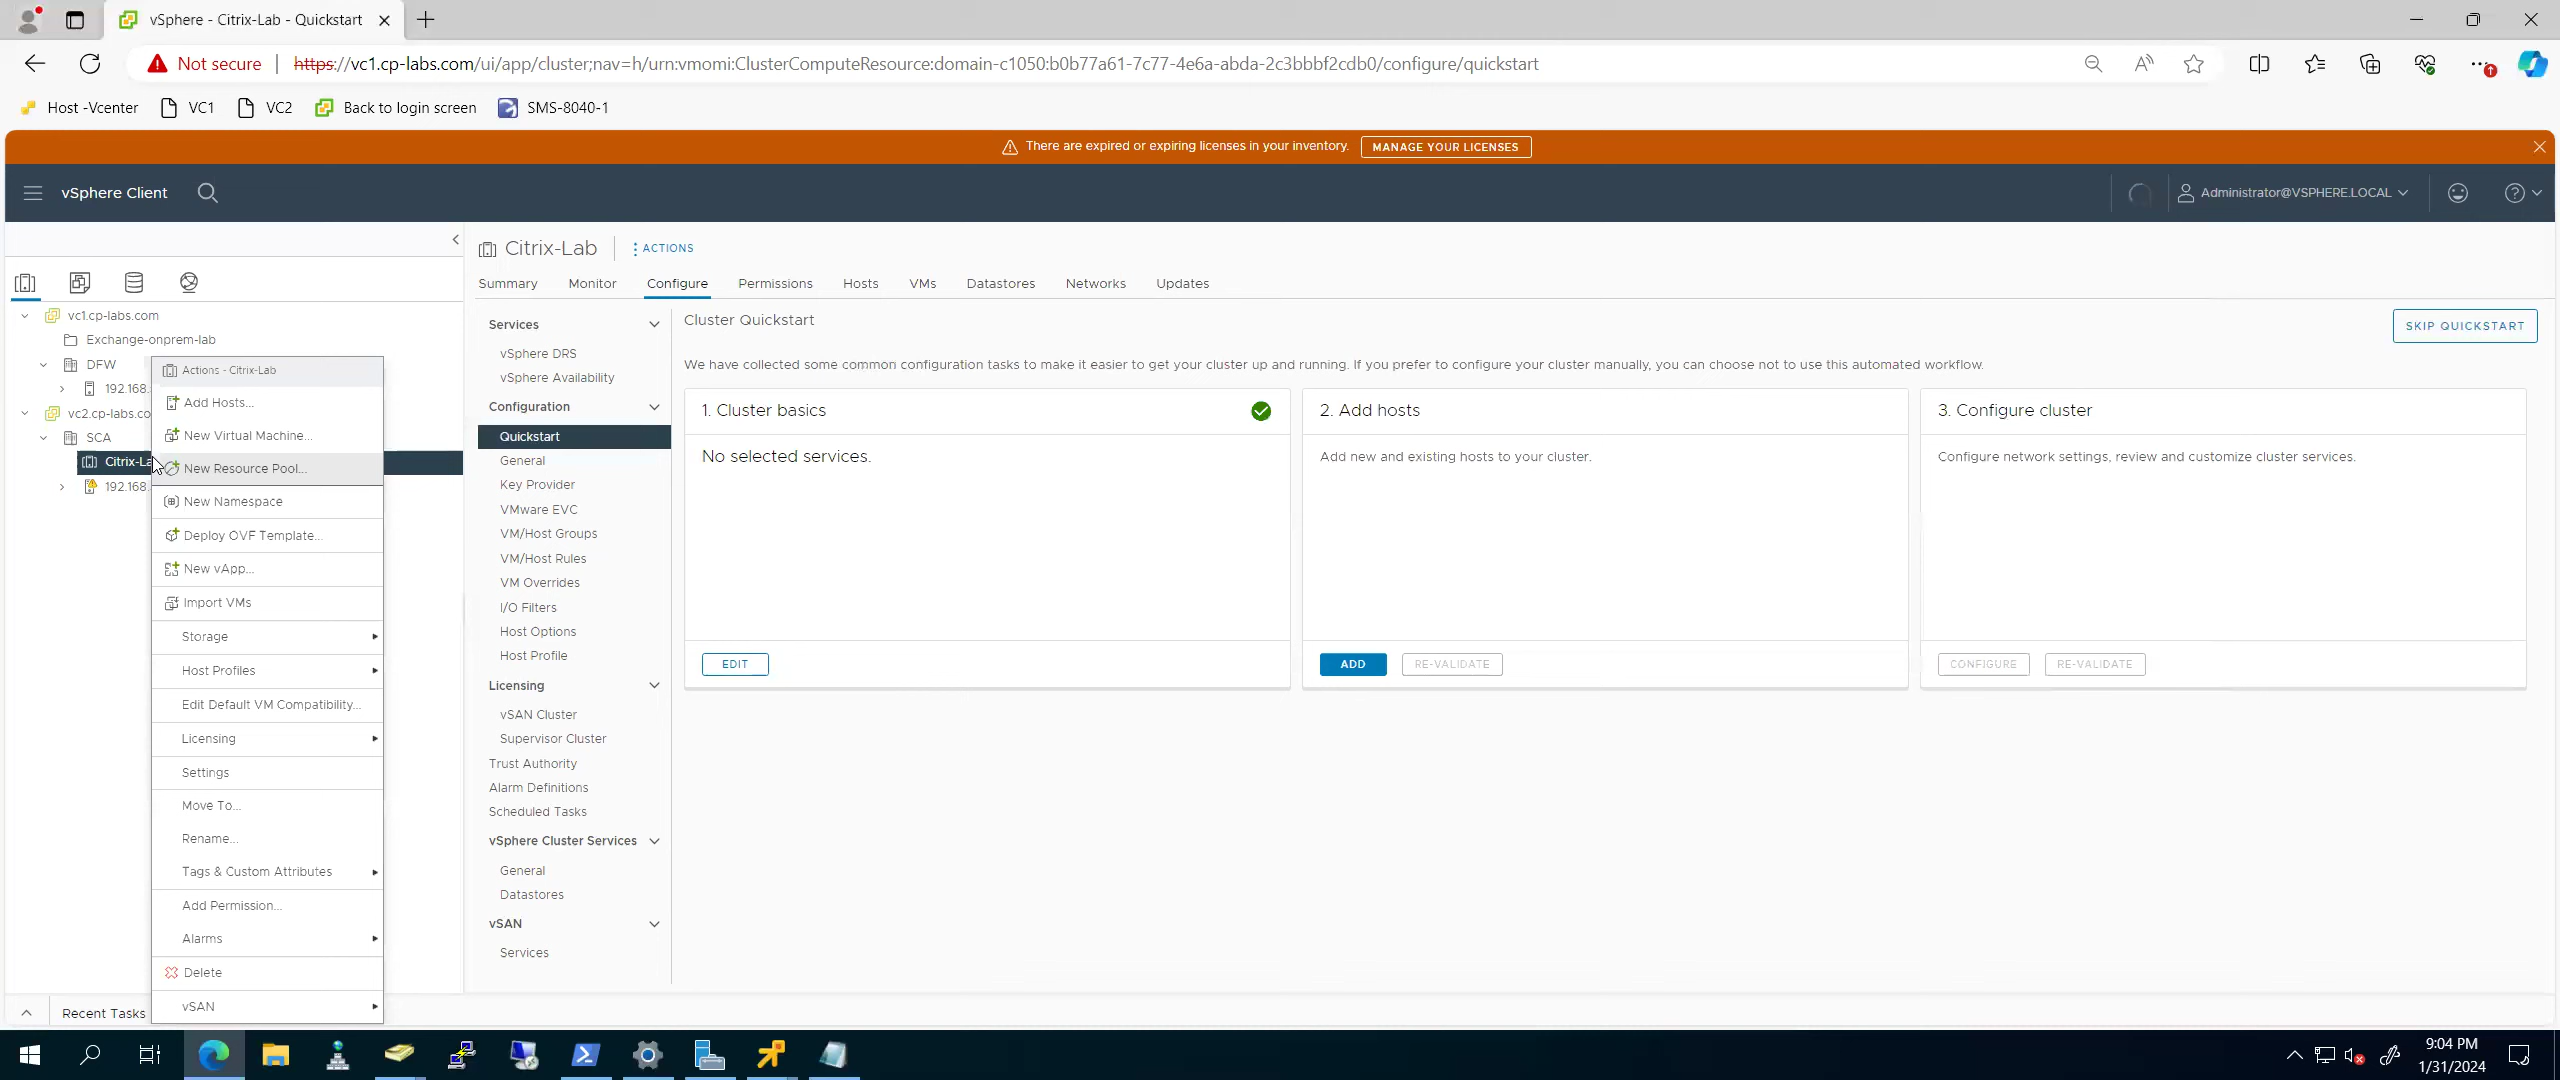 vSphere - Citrix-Lab - Quickstart
Not secure
https://vc1.cp-labs.com/ui/app/cluster;nav=h/urn:vmomi:ClusterComputeResource:domain-c1050:b0b77a61-7c77-4e6a-abda-2c3bbbf2cdb0/configure/quickstart
Host -Vcenter VC1 VC2 Back to login screen SMS-8040-1
There are expired or expiring licenses in your inventory. MANAGE YOUR LICENSES
vSphere Client
Administrator@VSPHERE.LOCAL
vc1.cp-labs.com
Exchange-onprem-lab
DFW
192.168.
vc2.cp-labs.co
SCA
Citrix-La
192.168.
Actions - Citrix-Lab
Add Hosts...
New Virtual Machine...
New Resource Pool...
New Namespace
Deploy OVF Template...
New vApp...
Import VMs
Storage
Host Profiles
Edit Default VM Compatibility...
Licensing
Settings
Move To...
Rename...
Tags & Custom Attributes
Add Permission...
Alarms
Delete
vSAN
Citrix-Lab
ACTIONS
Summary Monitor Configure Permissions Hosts VMs Datastores Networks Updates
Services
vSphere DRS
vSphere Availability
Configuration
Quickstart
General
Key Provider
VMware EVC
VM/Host Groups
VM/Host Rules
VM Overrides
I/O Filters
Host Options
Host Profile
Licensing
vSAN Cluster
Supervisor Cluster
Trust Authority
Alarm Definitions
Scheduled Tasks
vSphere Cluster Services
General
Datastores
vSAN
Services
Cluster Quickstart
SKIP QUICKSTART
We have collected some common configuration tasks to make it easier to get your cluster up and running. If you prefer to configure your cluster manually, you can choose not to use this automated workflow.
1. Cluster basics
No selected services.
EDIT
2. Add hosts
Add new and existing hosts to your cluster.
ADD RE-VALIDATE
3. Configure cluster
Configure network settings, review and customize cluster services.
CONFIGURE RE-VALIDATE
Recent Tasks
9:04 PM
1/31/2024